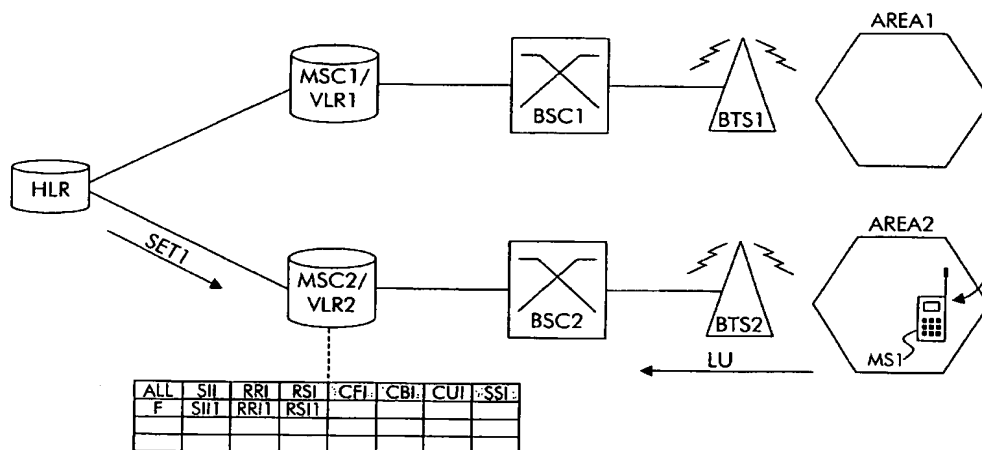 AREA1
MSC1/
VLR1
BSC1
BTS1
HLR
SET1
AREA2
MSC2/
VLR2
BSC2
BTS2
MS1
LU
ALL SII RRI RSI CFI CBI CUI SSI
F SII1 RRI1 RSI1